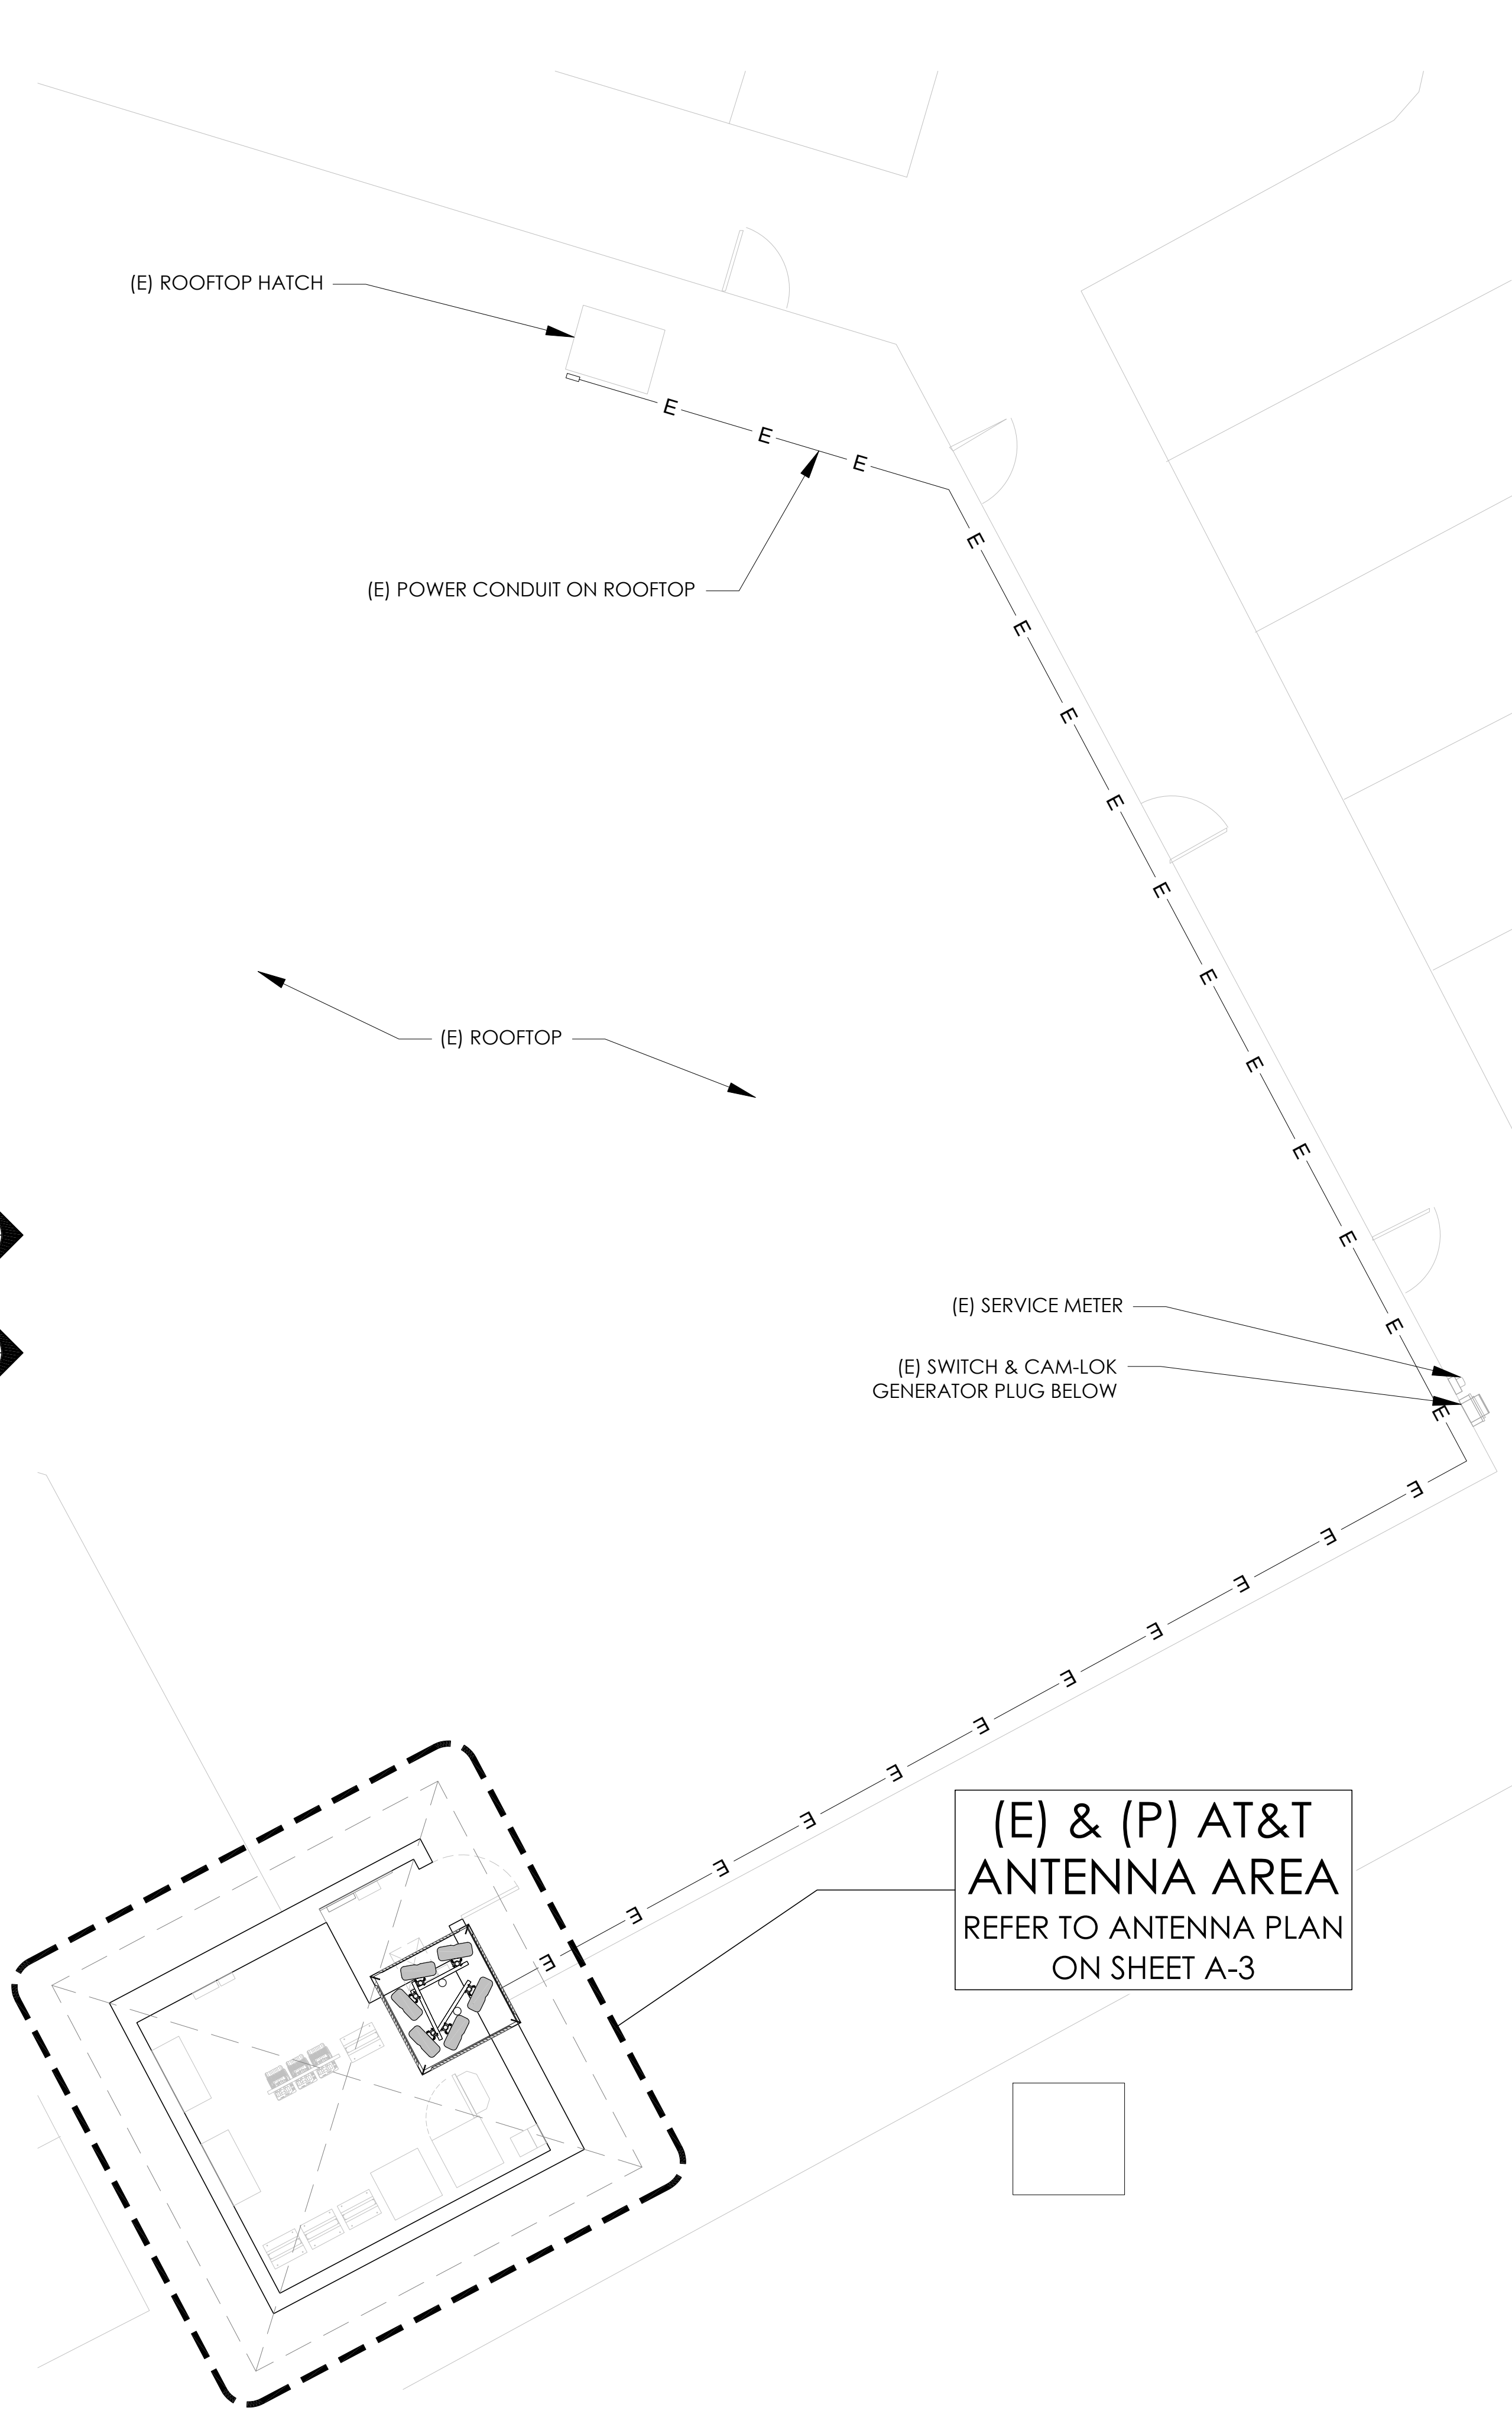 (E) ROOFTOP HATCH
E
E
E
E
(E) POWER CONDUIT ON ROOFTOP
E
E
E
E
E
(E) ROOFTOP
E
E
E
(E) SERVICE METER
E
(E) SWITCH & CAM-LOK
GENERATOR PLUG BELOW
E
E
E
E
E
E
E
E
E
E
E
E
(E) & (P) AT&T
ANTENNA AREA
REFER TO ANTENNA PLAN
ON SHEET A-3